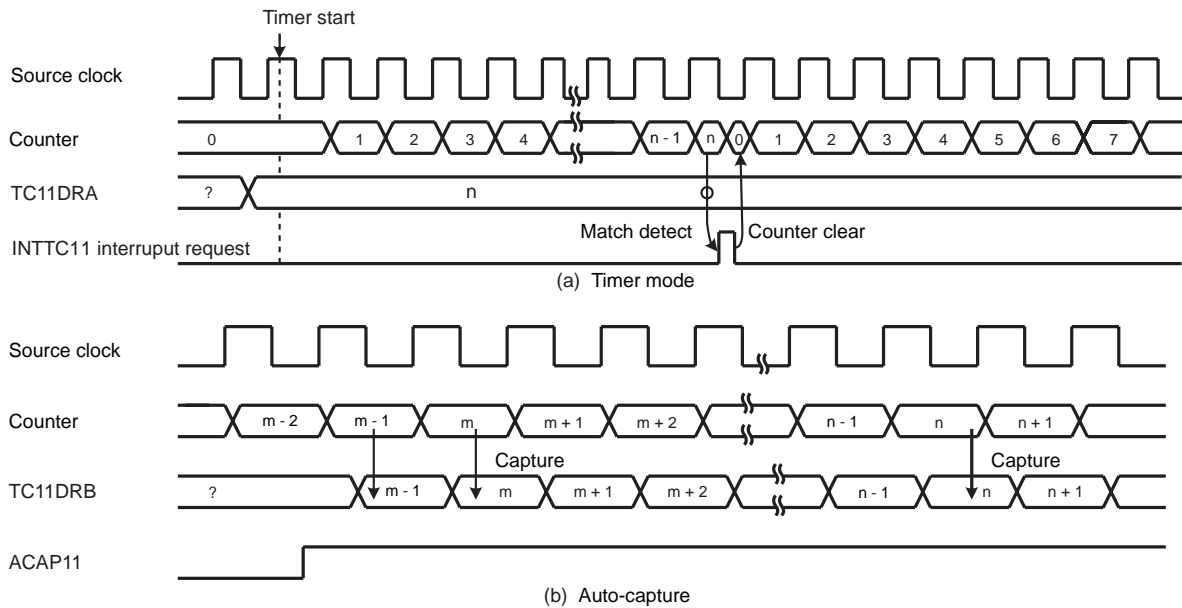 Timer start
Source clock
Counter 0 1 2 3 4 n - 1 n 0 1 2 3 4 5 6 7
TC11DRA ? n
Match detect Counter clear
INTTC11 interruput request
(a) Timer mode
Source clock
Counter m - 2 m - 1 m m + 1 m + 2 n - 1 n n + 1
Capture Capture
TC11DRB ? m - 1 m m + 1 m + 2 n - 1 n n + 1
ACAP11
(b) Auto-capture